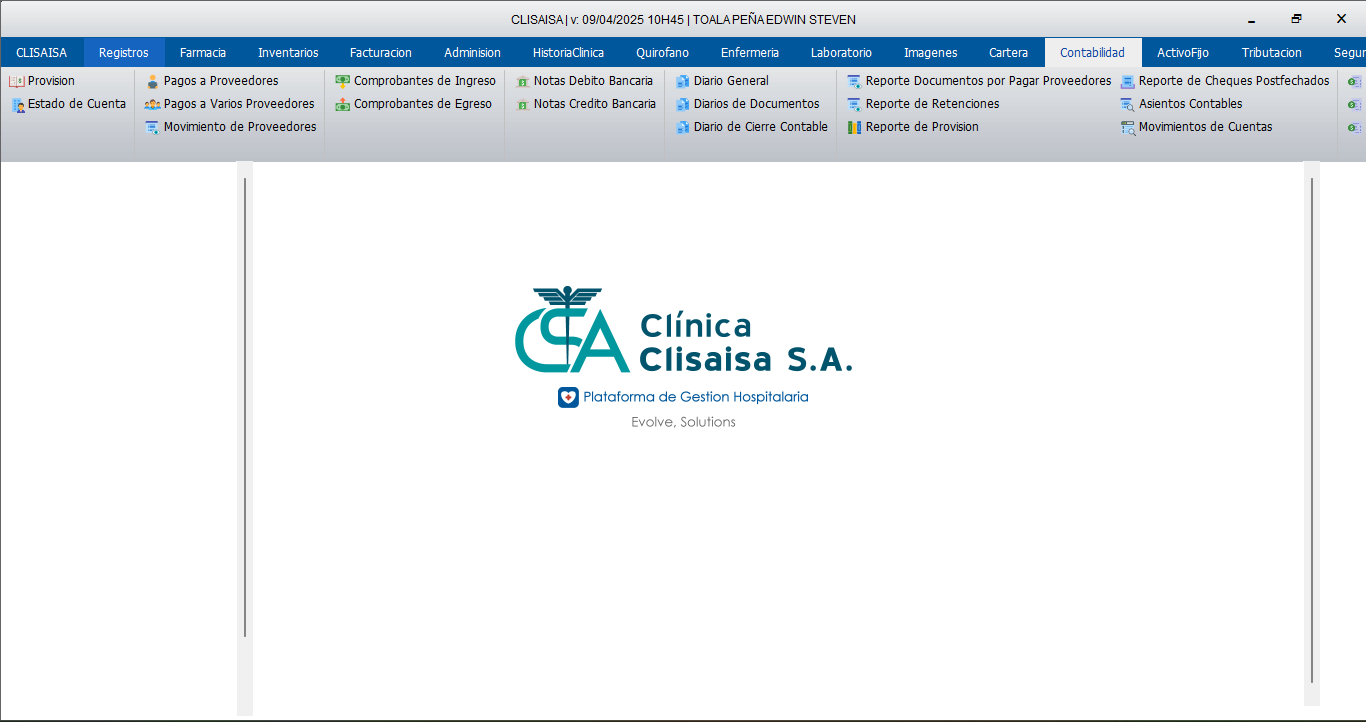 CLISAISA | v: 09/04/2025 10H45 | TOALA PEÑA EDWIN STEVEN
CLISAISA Registros Farmacia Inventarios Facturacion Adminision HistoriaClinica Quirofano Enfermeria Laboratorio Imagenes Cartera Contabilidad ActivoFijo Tributacion Segur
Provision Pagos a Proveedores Comprobantes de Ingreso Notas Debito Bancaria Diario General Reporte Documentos por Pagar Proveedores Reporte de Cheques Postfechados
Estado de Cuenta Pagos a Varios Proveedores Comprobantes de Egreso Notas Credito Bancaria Diarios de Documentos Reporte de Retenciones Asientos Contables
Movimiento de Proveedores Diario de Cierre Contable Reporte de Provision Movimientos de Cuentas
CSA
Clínica
Clisaisa S.A.
Plataforma de Gestion Hospitalaria
Evolve, Solutions